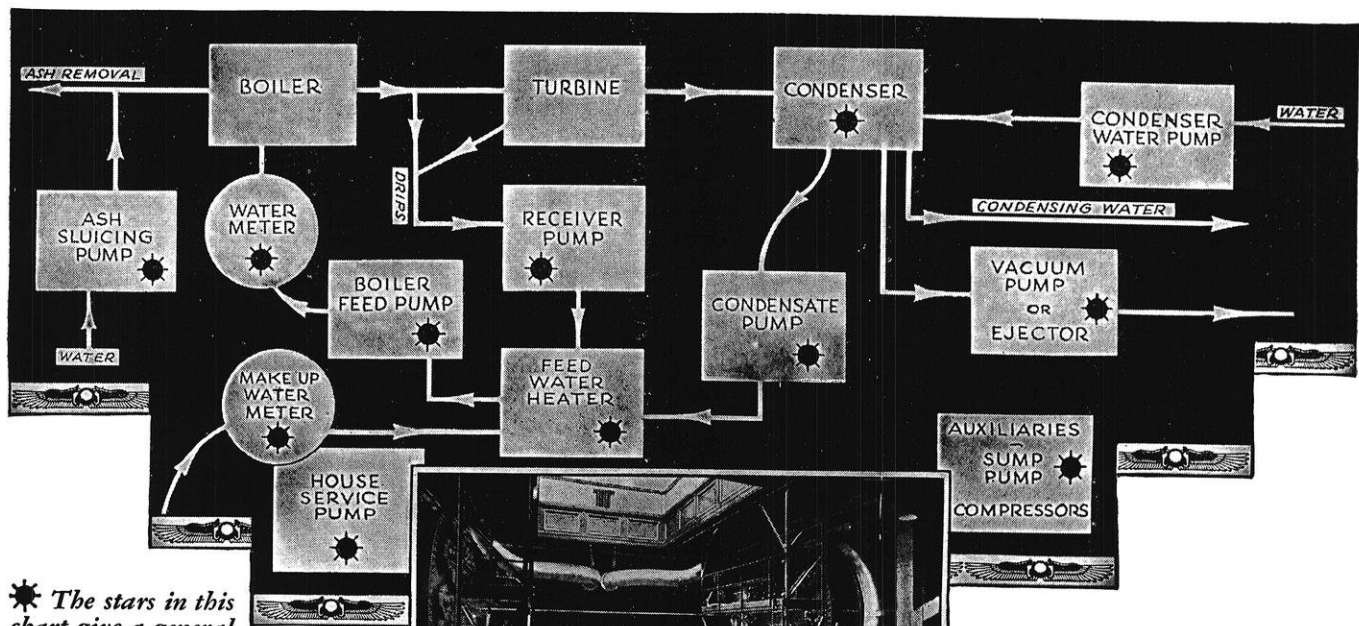 ASH REMOVAL
BOILER
TURBINE
CONDENSER
CONDENSER
WATER PUMP
WATER
ASH
SLUICING
PUMP
WATER
METER
DRIPS
RECEIVER
PUMP
CONDENSING WATER
BOILER
FEED PUMP
CONDENSATE
PUMP
VACUUM
PUMP
OR
EJECTOR
WATER
MAKE UP
WATER
METER
FEED
WATER
HEATER
HOUSE
SERVICE
PUMP
AUXILIARIES
SUMP
PUMP
COMPRESSORS
The stars in this
chart give a general